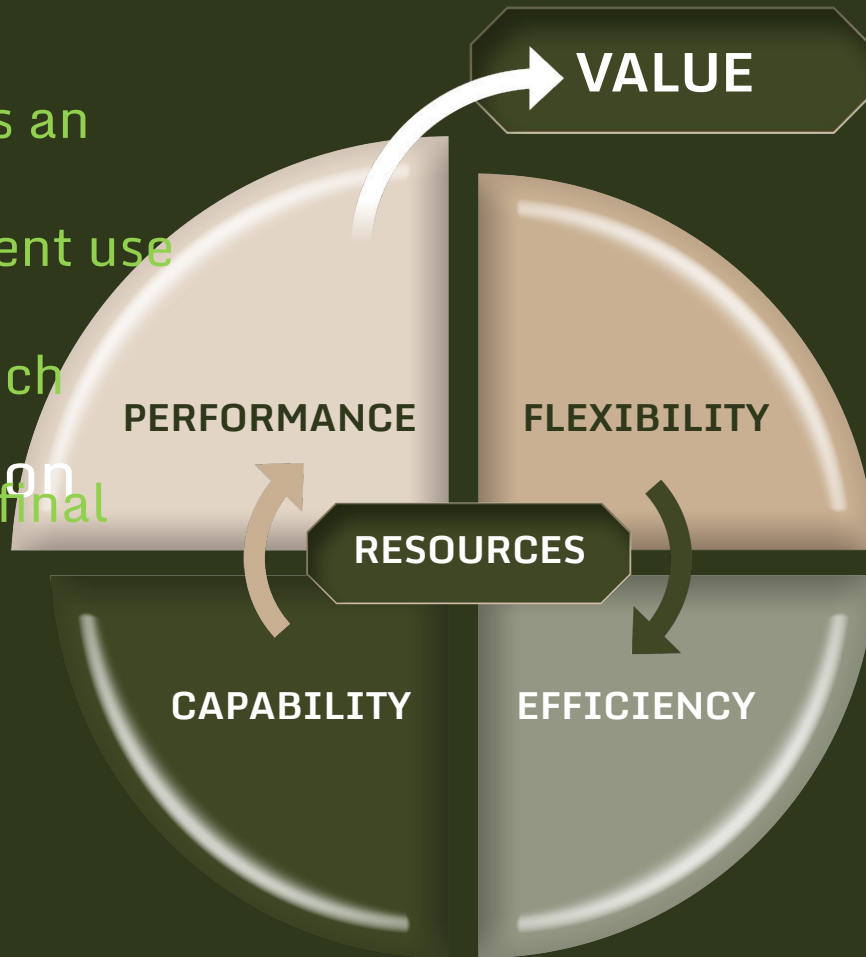 VALUE
s an
ent use
ch
on
final
PERFORMANCE
FLEXIBILITY
RESOURCES
CAPABILITY
EFFICIENCY